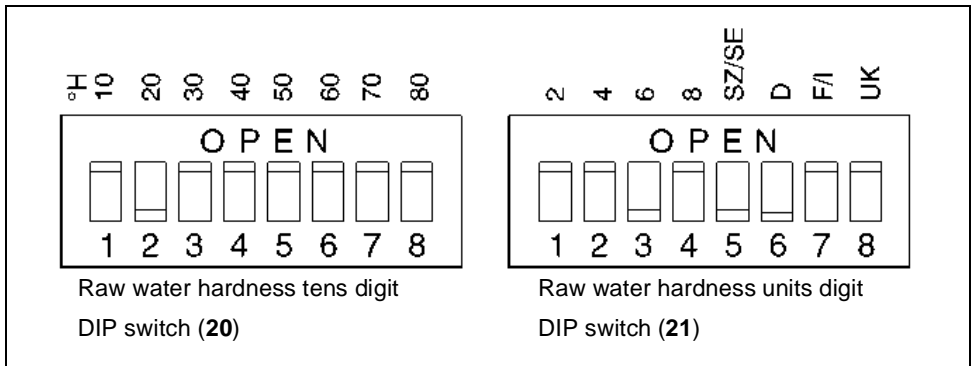 °H 10 20 30 40 50 60 70 80
OPEN
1 2 3 4 5 6 7 8
Raw water hardness tens digit
DIP switch (20)
2 4 6 8 SZ/SE D F/I UK
OPEN
1 2 3 4 5 6 7 8
Raw water hardness units digit
DIP switch (21)